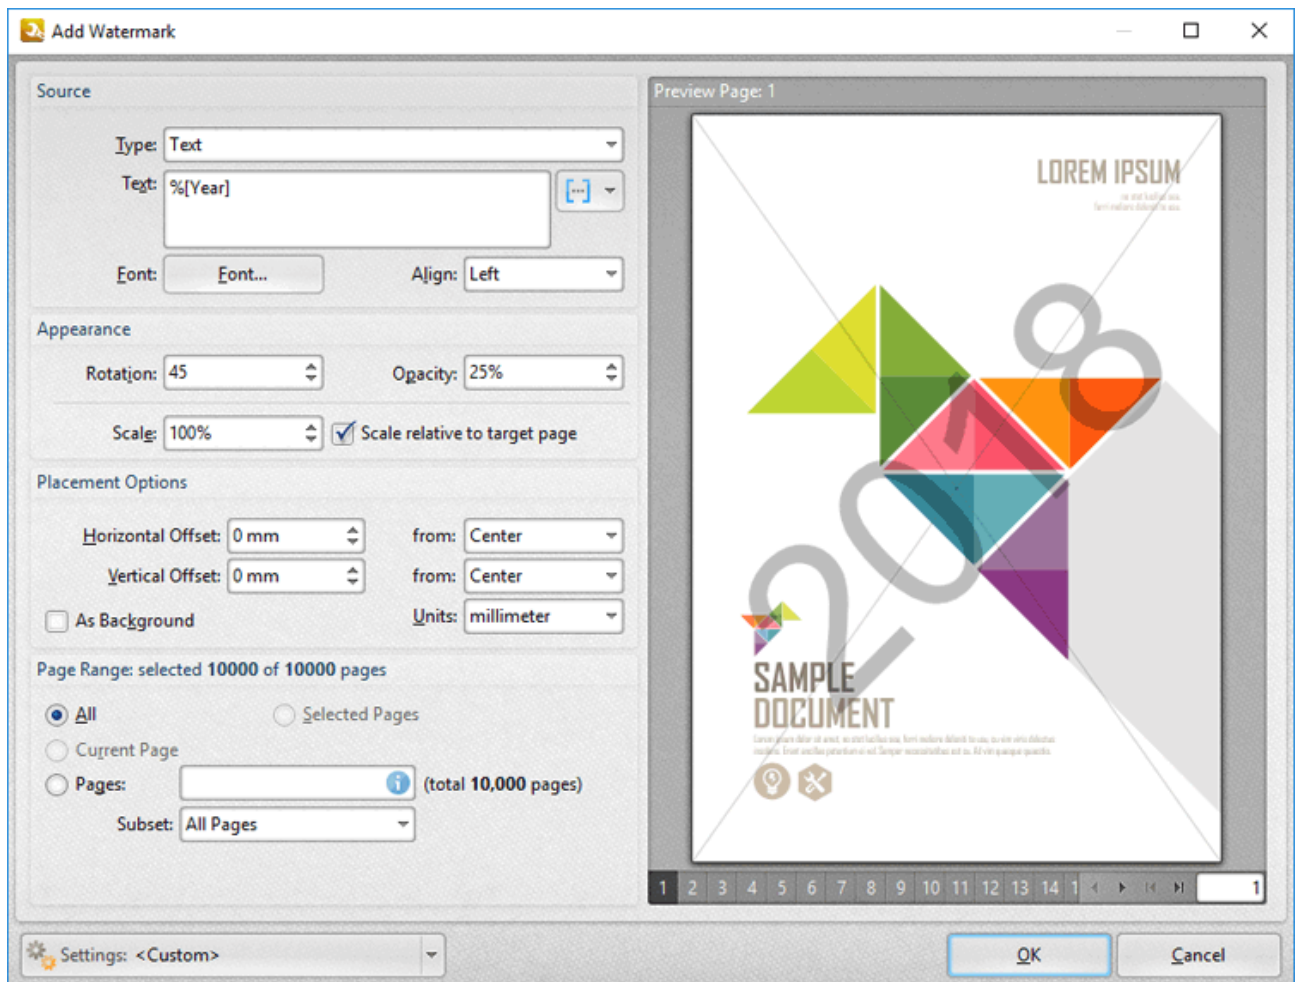 Add Watermark
Source
Type: Text
Text: %[Year]
Font: Font... Align: Left
Appearance
Rotation: 45 Opacity: 25%
Scale: 100% Scale relative to target page
Placement Options
Horizontal Offset: 0 mm from: Center
Vertical Offset: 0 mm from: Center
As Background Units: millimeter
Page Range: selected 10000 of 10000 pages
All Selected Pages
Current Page
Pages: (total 10,000 pages)
Subset: All Pages
Preview Page: 1
LOREM IPSUM
2018
SAMPLE
DOCUMENT
1 2 3 4 5 6 7 8 9 10 11 12 13 14 1 1
Settings: <Custom> OK Cancel